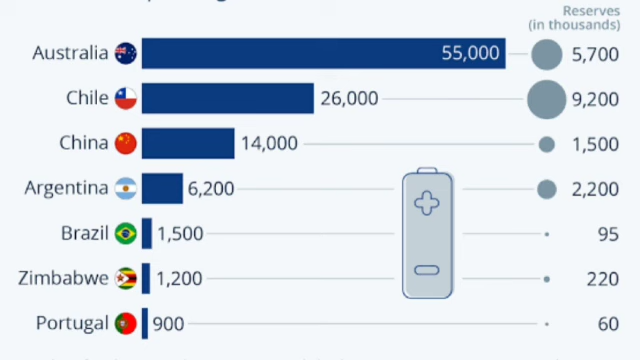 Reserves
(in thousands)
Australia 55,000 5,700
Chile 26,000 9,200
China 14,000 1,500
Argentina 6,200 2,200
Brazil 1,500 95
Zimbabwe 1,200 220
Portugal 900 60